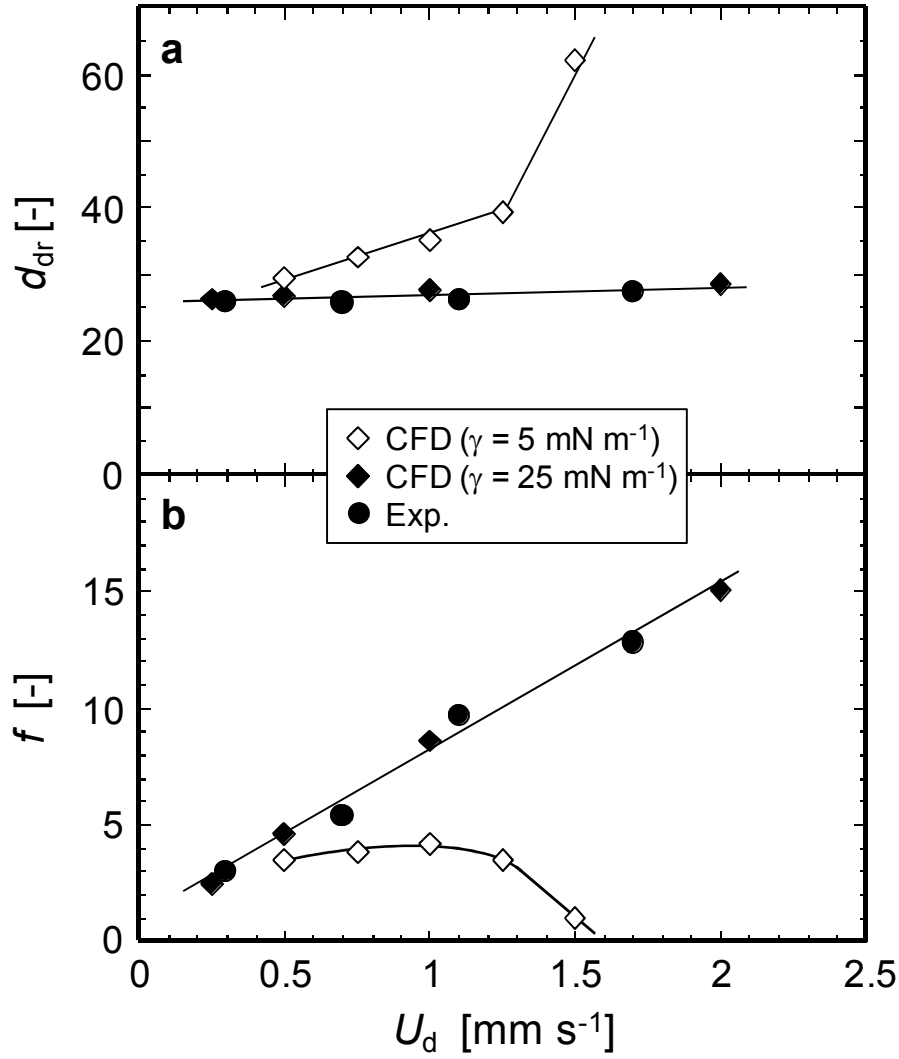 a
60
40
20
0
d_dr [-]
CFD (γ = 5 mN m⁻¹)
CFD (γ = 25 mN m⁻¹)
Exp.
b
15
10
5
0
f [-]
0 0.5 1 1.5 2 2.5
U_d [mm s⁻¹]